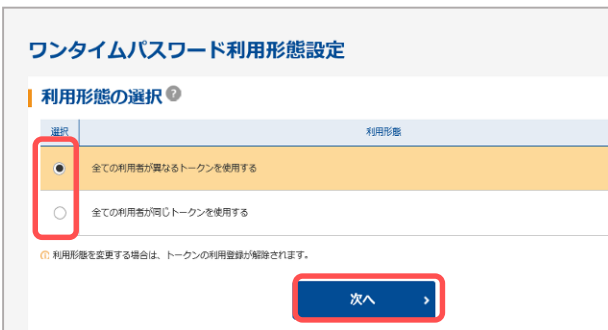 ワンタイムパスワード利用形態設定
利用形態の選択 ?
選択 利用形態
全ての利用者が異なるトークンを使用する
全ての利用者が同じトークンを使用する
利用形態を変更する場合は、トークンの利用登録が解除されます。
次へ